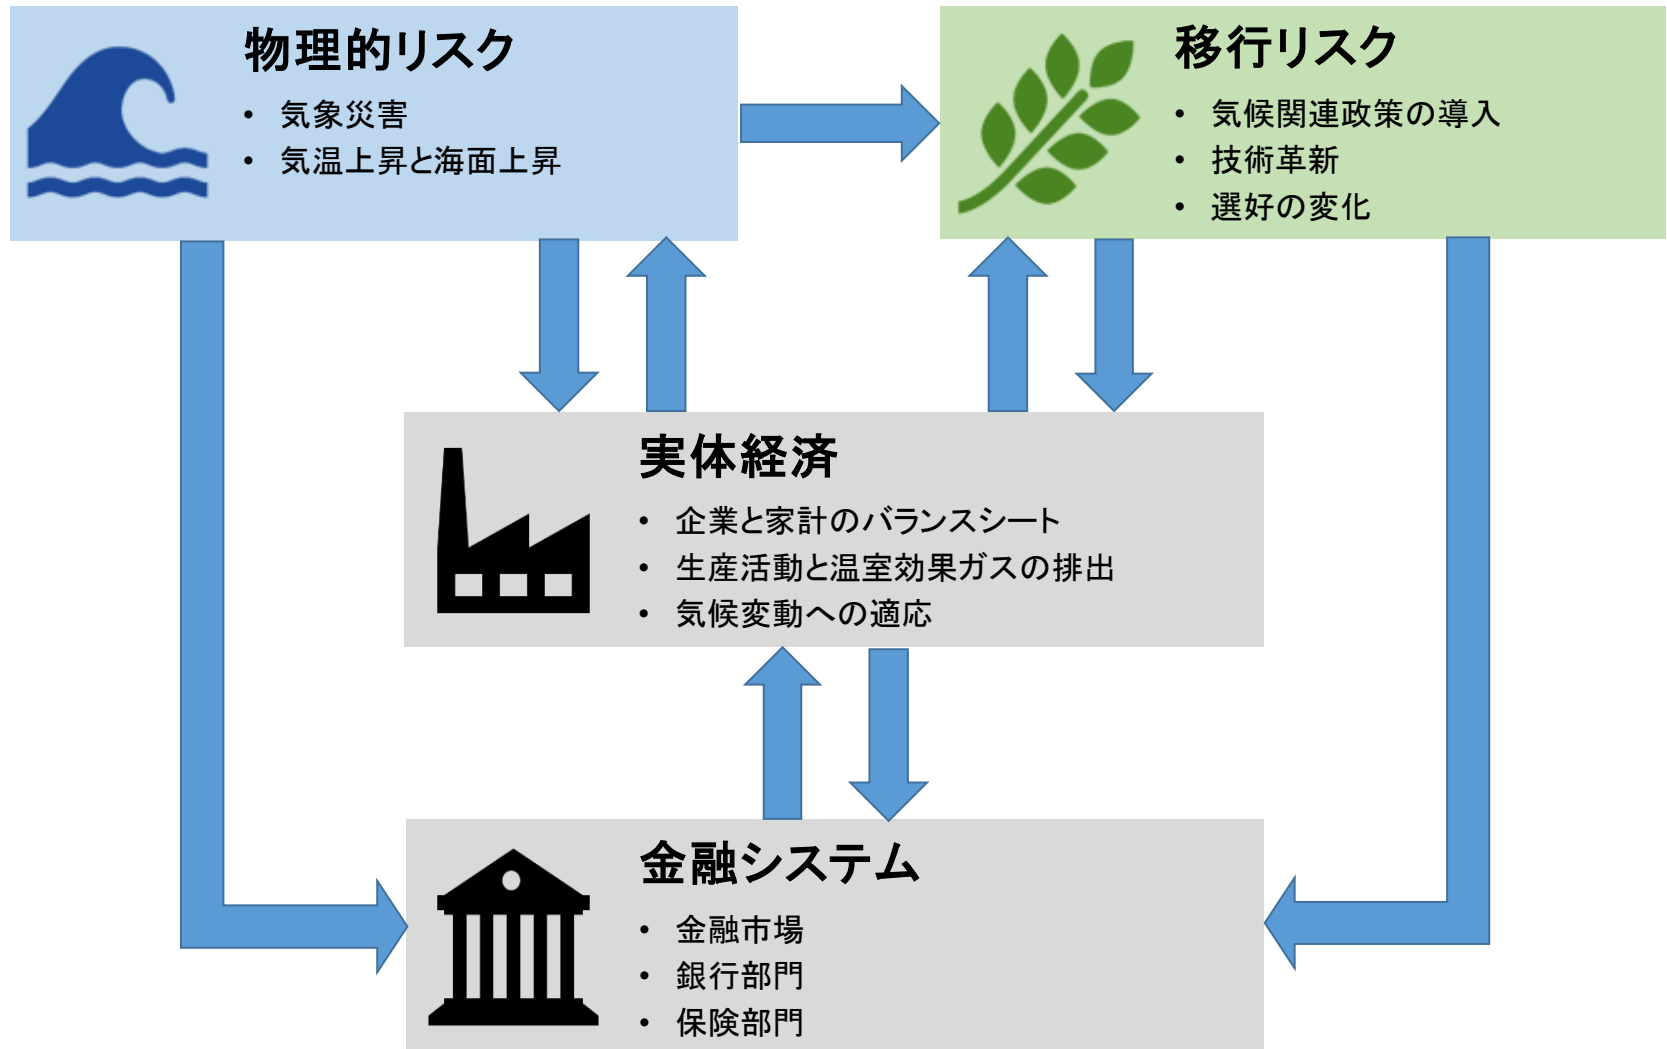 物理的リスク
• 気象災害
• 気温上昇と海面上昇
移行リスク
• 気候関連政策の導入
• 技術革新
• 選好の変化
実体経済
• 企業と家計のバランスシート
• 生産活動と温室効果ガスの排出
• 気候変動への適応
金融システム
• 金融市場
• 銀行部門
• 保険部門